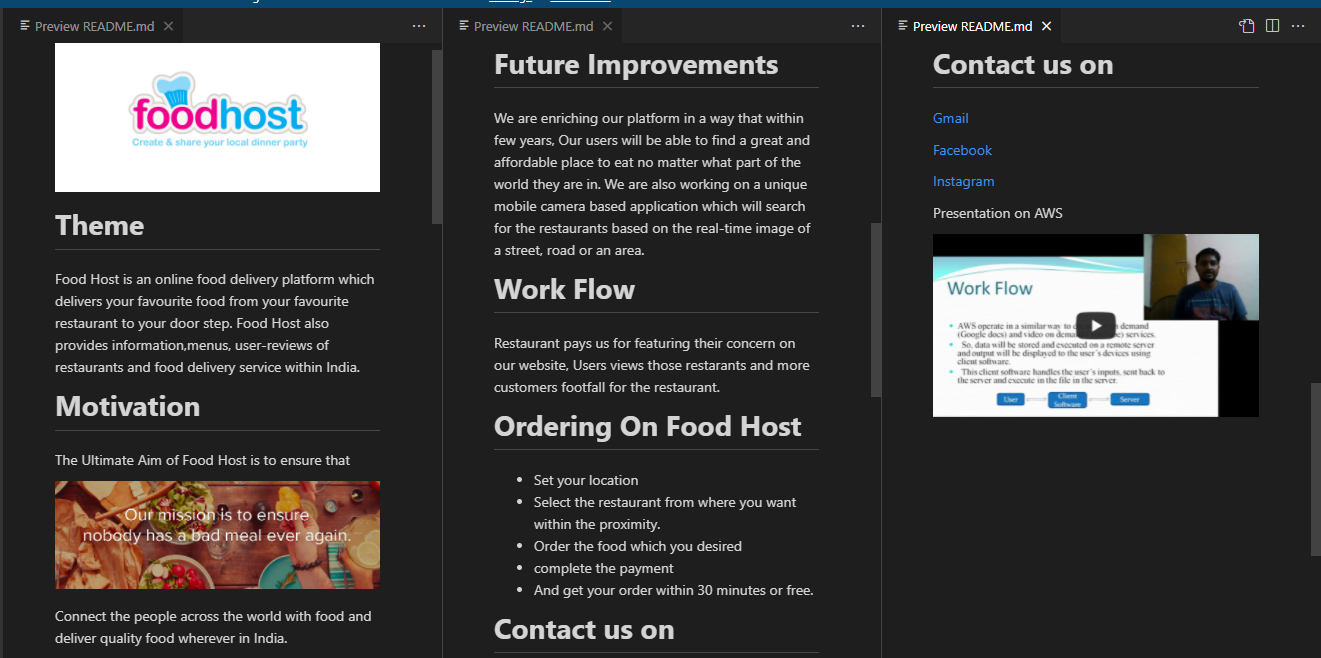 Preview README.md
foodhost
Create & share your local dinner party
Theme
Food Host is an online food delivery platform which
delivers your favourite food from your favourite
restaurant to your door step. Food Host also
provides information,menus, user-reviews of
restaurants and food delivery service within India.
Motivation
The Ultimate Aim of Food Host is to ensure that
Our mission is to ensure
nobody has a bad meal ever again.
Connect the people across the world with food and
deliver quality food wherever in India.
Preview README.md
Future Improvements
We are enriching our platform in a way that within
few years, Our users will be able to find a great and
affordable place to eat no matter what part of the
world they are in. We are also working on a unique
mobile camera based application which will search
for the restaurants based on the real-time image of
a street, road or an area.
Work Flow
Restaurant pays us for featuring their concern on
our website, Users views those restarants and more
customers footfall for the restaurant.
Ordering On Food Host
Set your location
Select the restaurant from where you want
within the proximity.
Order the food which you desired
complete the payment
And get your order within 30 minutes or free.
Contact us on
Preview README.md
Contact us on
Gmail
Facebook
Instagram
Presentation on AWS
Work Flow
AWS operate in a similar way to demand
(Google docs) and video on demand services.
So, data will be stored and executed on a remote server
and output will be displayed to the user's devices using
client software.
This client software handles the user's inputs, sent back to
the server and execute in the file in the server.
User
Client
Software
Server